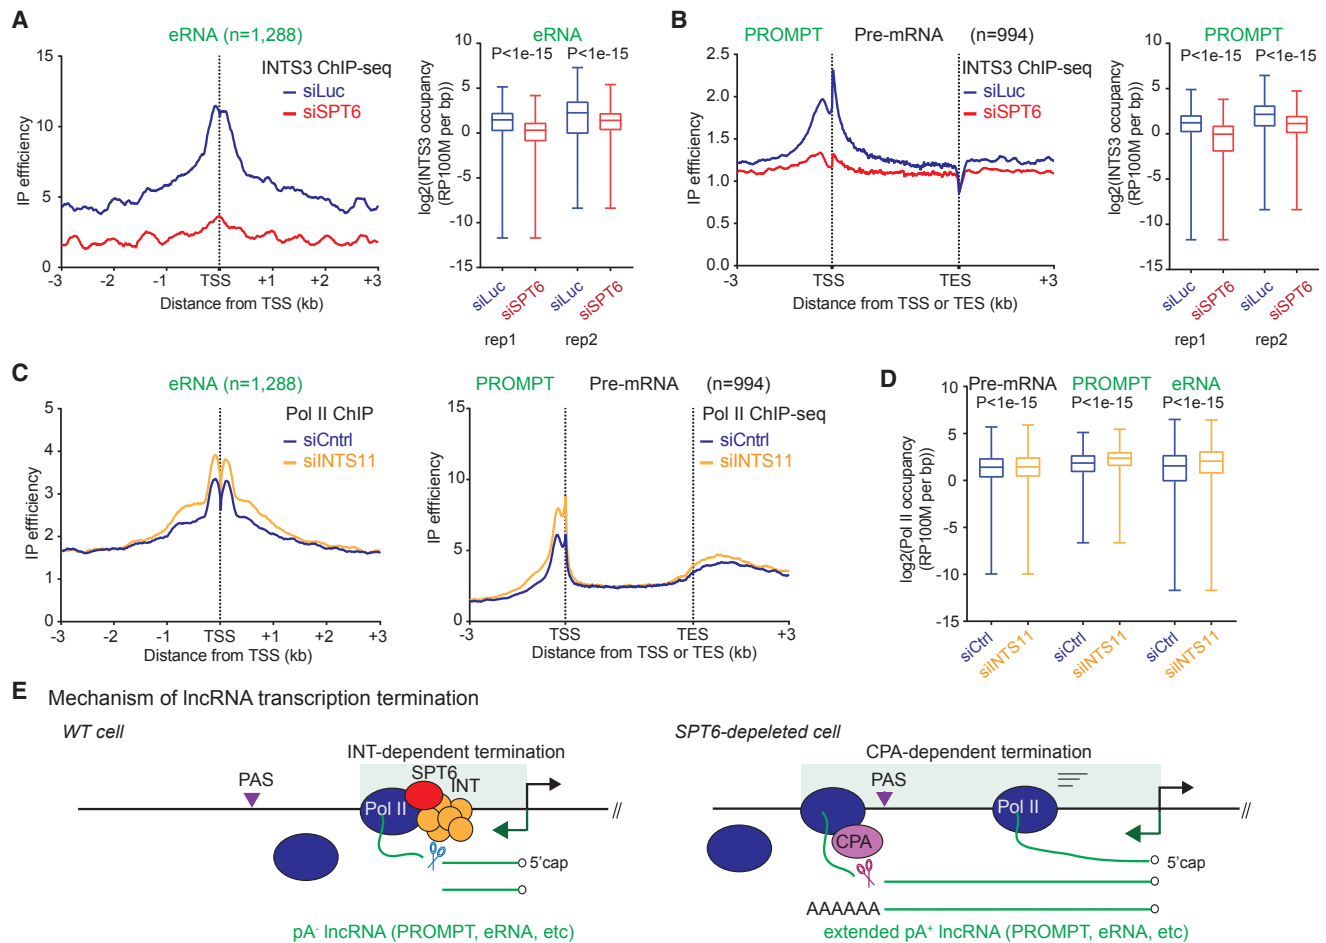 A
eRNA (n=1,288)
INTS3 ChIP-seq
siLuc
siSPT6
IP efficiency
15
10
5
0
-3 -2 -1 TSS +1 +2 +3
Distance from TSS (kb)
eRNA
P<1e-15 P<1e-15
log2(INTS3 occupancy
(RP100M per bp))
10
5
0
-5
-10
-15
siLuc siSPT6 siLuc siSPT6
rep1 rep2
B
PROMPT Pre-mRNA (n=994)
INTS3 ChIP-seq
siLuc
siSPT6
IP efficiency
2.5
2.0
1.5
1.0
0.5
0.0
-3 TSS TES +3
Distance from TSS or TES (kb)
PROMPT
P<1e-15 P<1e-15
log2(INTS3 occupancy
(RP100M per bp))
10
5
0
-5
-10
-15
siLuc siSPT6 siLuc siSPT6
rep1 rep2
C
eRNA (n=1,288)
Pol II ChIP
siCntrl
siINTS11
IP effficiency
5
4
3
2
1
0
-3 -2 -1 TSS +1 +2 +3
Distance from TSS (kb)
PROMPT Pre-mRNA (n=994)
Pol II ChIP-seq
siCntrl
siINTS11
IP efficiency
15
10
5
0
-3 TSS TES +3
Distance from TSS or TES (kb)
D
Pre-mRNA PROMPT eRNA
P<1e-15 P<1e-15 P<1e-15
log2(Pol II occupancy
(RP100M per bp))
10
5
0
-5
-10
-15
siCtrl siINTS11 siCtrl siINTS11 siCtrl siINTS11
E Mechanism of lncRNA transcription termination
WT cell
INT-dependent termination
PAS
SPT6
INT
Pol II
5'cap
pA- lncRNA (PROMPT, eRNA, etc)
SPT6-depeleted cell
CPA-dependent termination
PAS
Pol II
CPA
5'cap
AAAAAA
extended pA+ lncRNA (PROMPT, eRNA, etc)